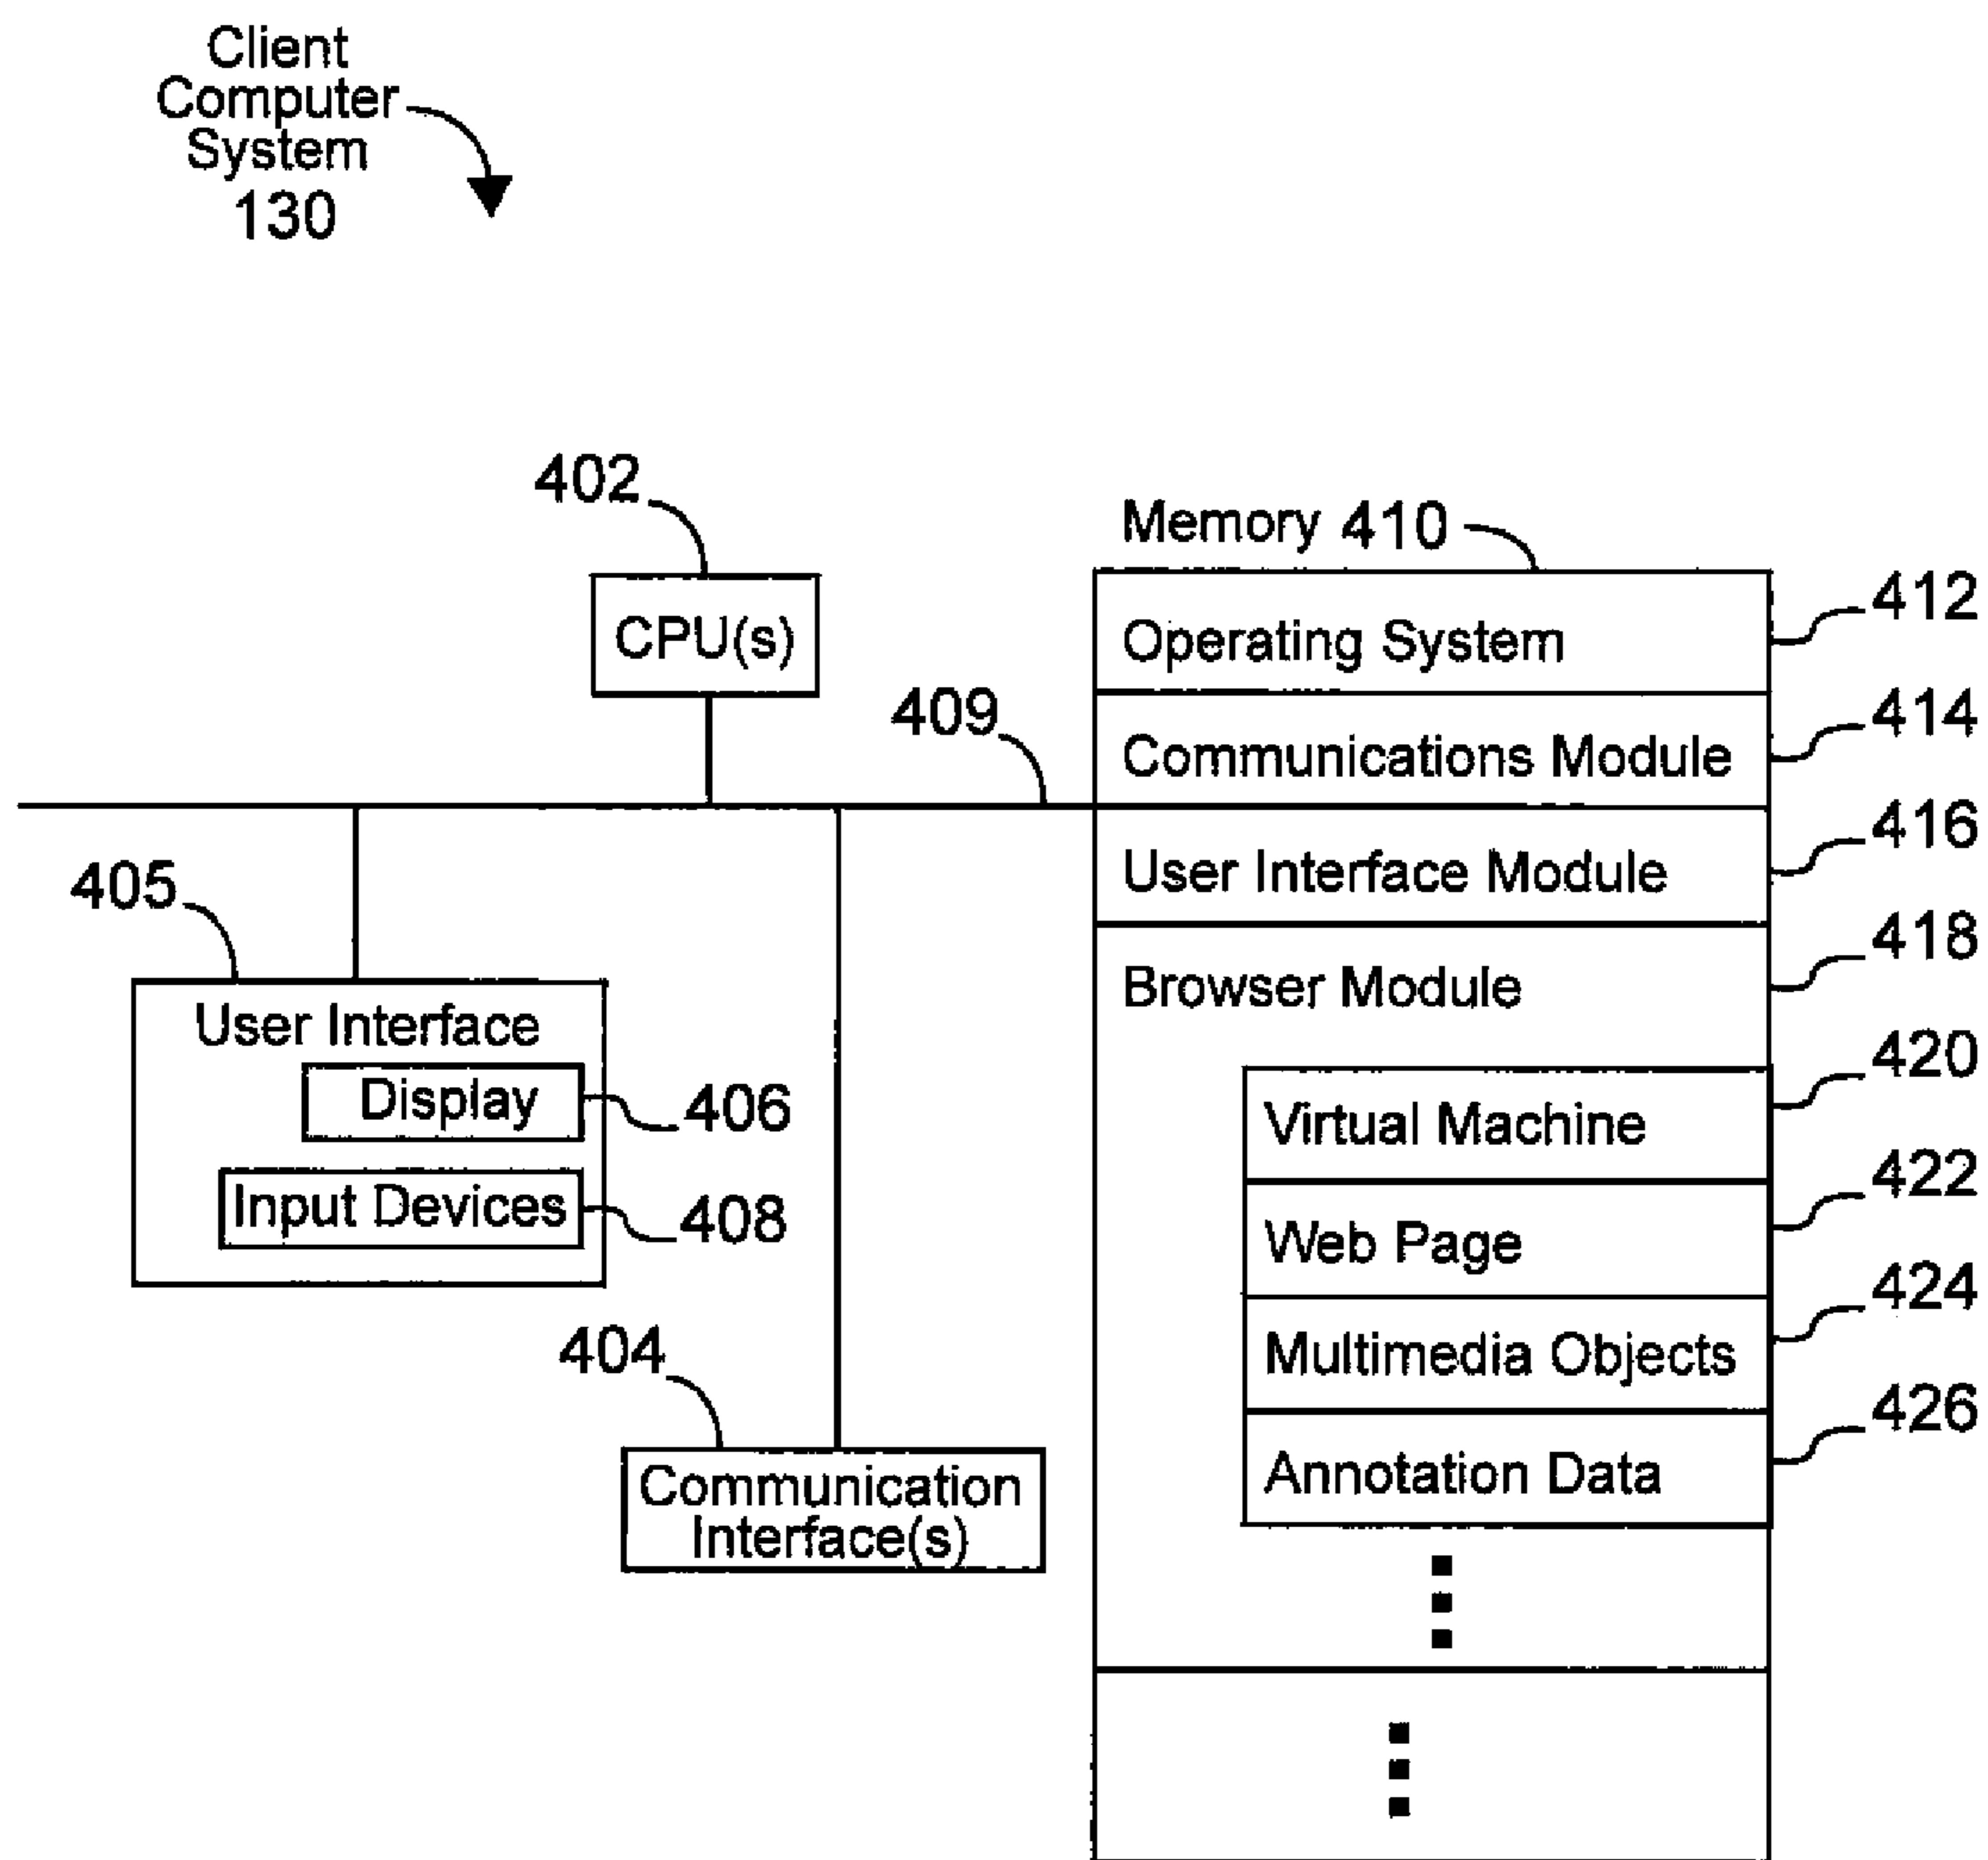 Client
Computer
System
130
402
CPU(s)
409
405
User Interface
Display
406
Input Devices
408
404
Communication
Interface(s)
Memory 410
Operating System
412
Communications Module
414
User Interface Module
416
Browser Module
418
Virtual Machine
420
Web Page
422
Multimedia Objects
424
Annotation Data
426